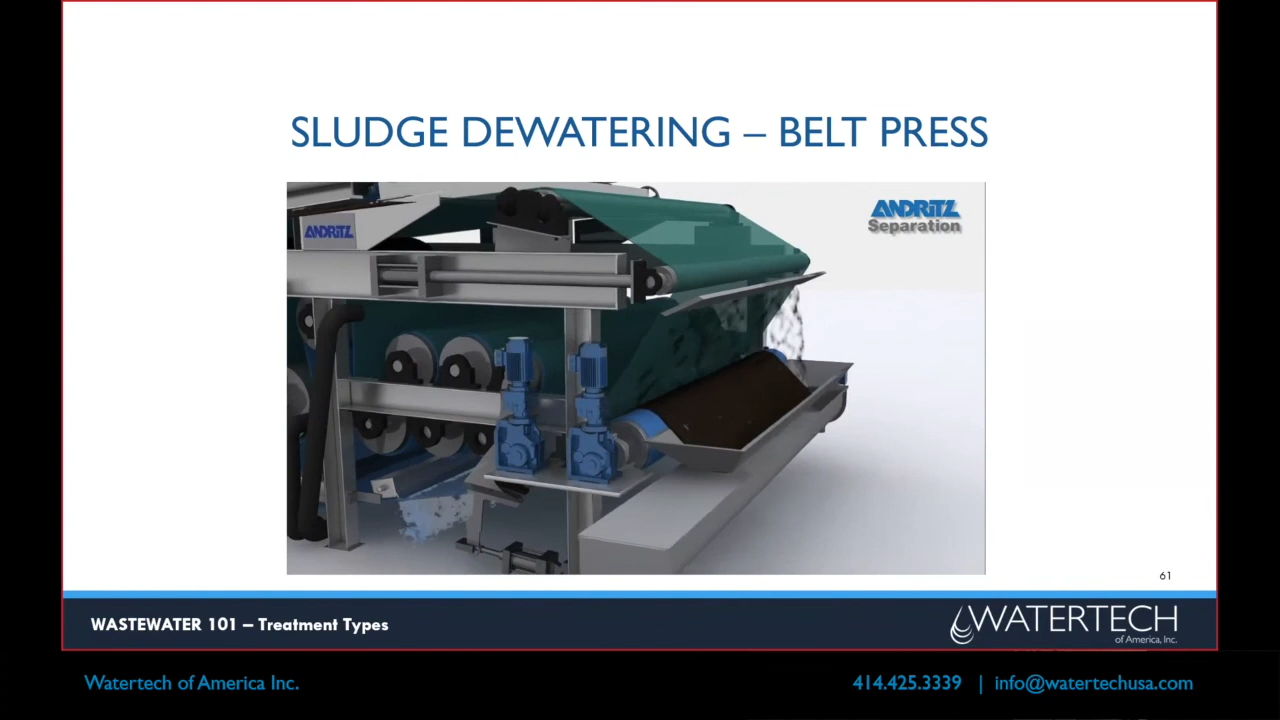 SLUDGE DEWATERING – BELT PRESS
ANDRITZ
Separation
ANDRITZ
61
WASTEWATER 101 – Treatment Types
WATERTECH
of America, Inc.
Watertech of America Inc.
414.425.3339 | info@watertechusa.com